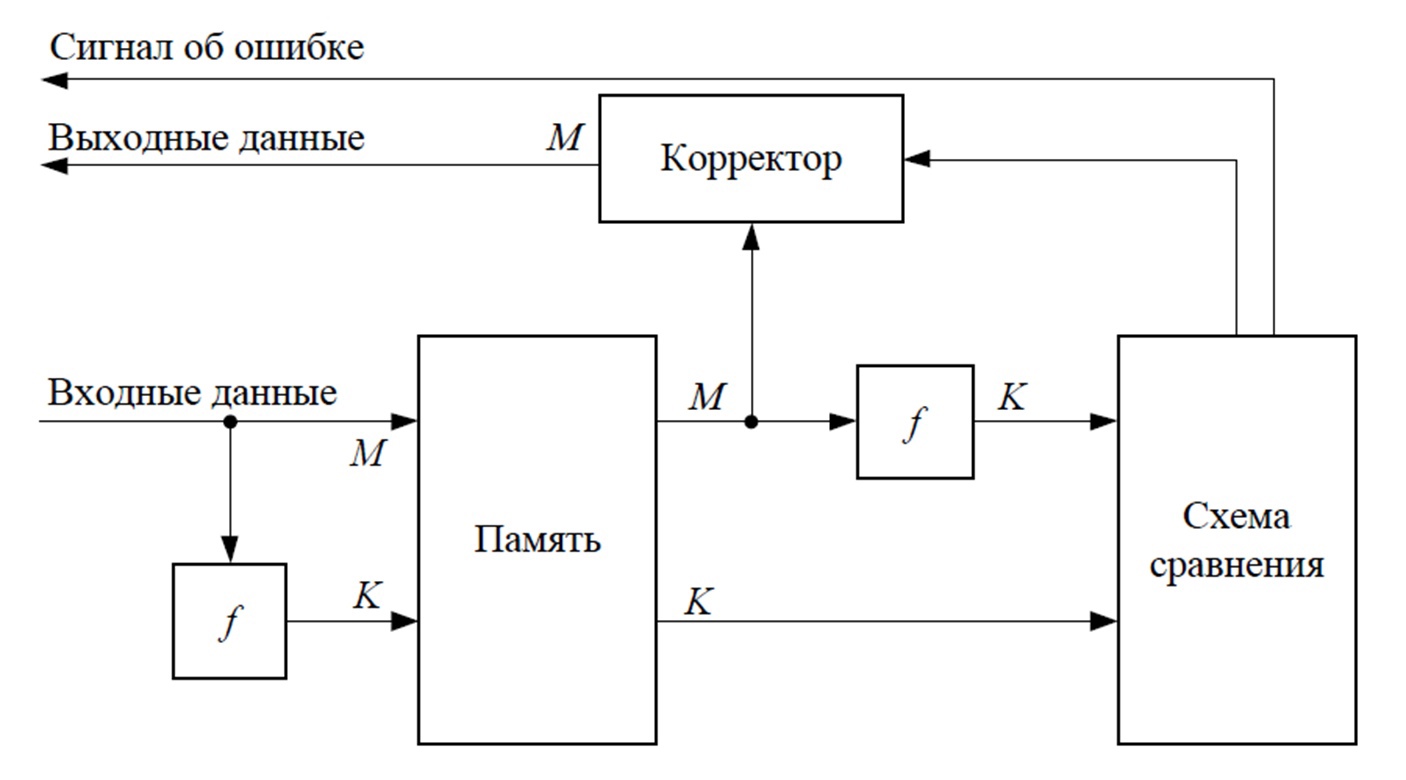 Сигнал об ошибке
Выходные данные
M
Корректор
Входные данные
M
M
f
K
Память
Схема
сравнения
f
K
K